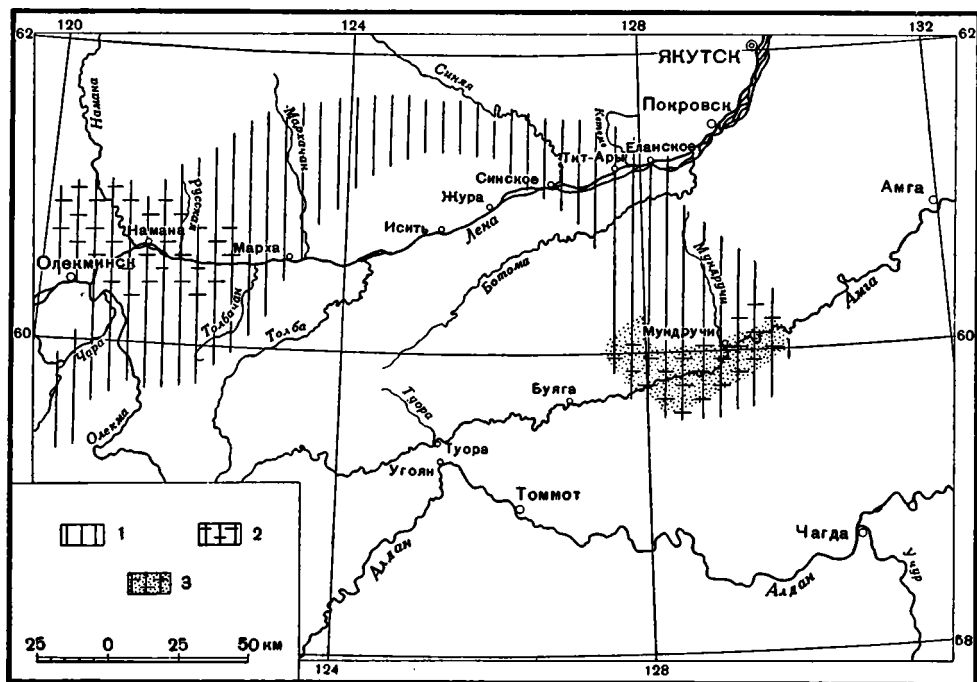 120
124
128
132
62
62
ЯКУТСК
Синяя
Намана
Мархачан
Покровск
Русская
Тит-Ары
Еланское
Синское
Жура
Амга
Намана
Исить
Лена
Марха
Олекминск
Ботома
Мундручи
Амга
Толбачан
Толба
60
Мундручи
60
Чара
Буяга
Туора
Олекма
Туора
Угоян
Томмот
Чагда
1
2
3
Алдан
Алдан
Учур
25 0 25 50 км
58
124
128